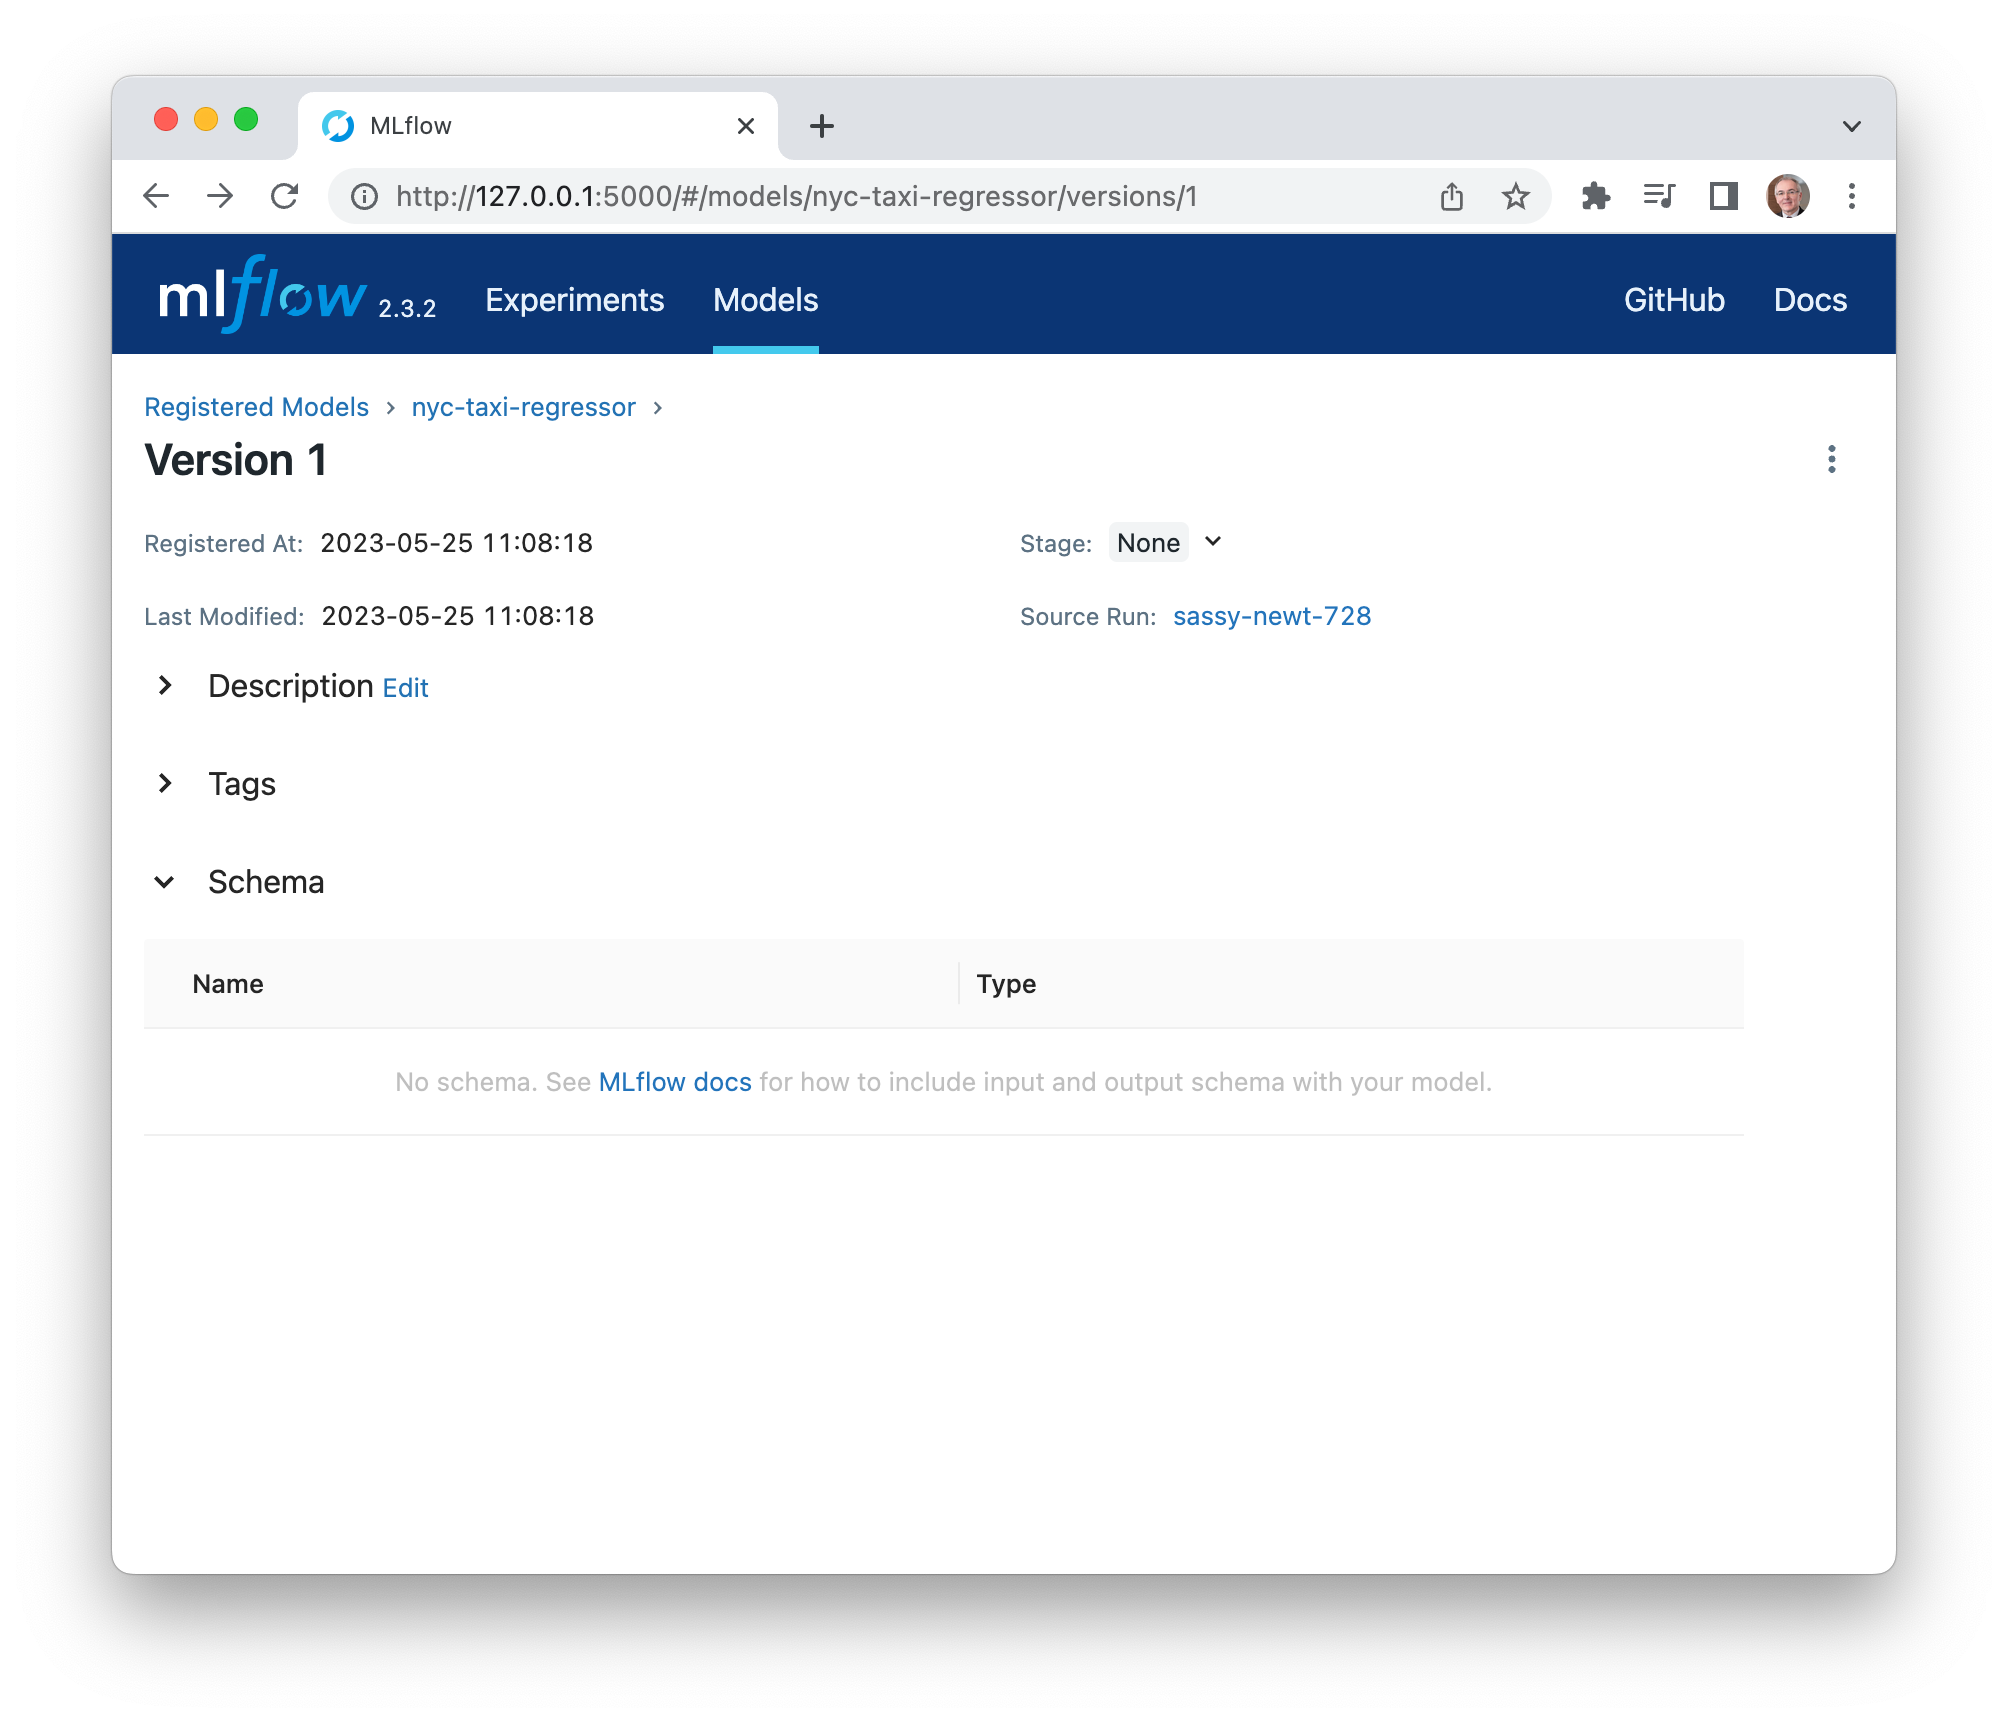 MLflow
http://127.0.0.1:5000/#/models/nyc-taxi-regressor/versions/1
mlflow 2.3.2 Experiments Models GitHub Docs
Registered Models > nyc-taxi-regressor >
Version 1
Registered At: 2023-05-25 11:08:18 Stage: None
Last Modified: 2023-05-25 11:08:18 Source Run: sassy-newt-728
Description Edit
Tags
Schema
Name Type
No schema. See MLflow docs for how to include input and output schema with your model.